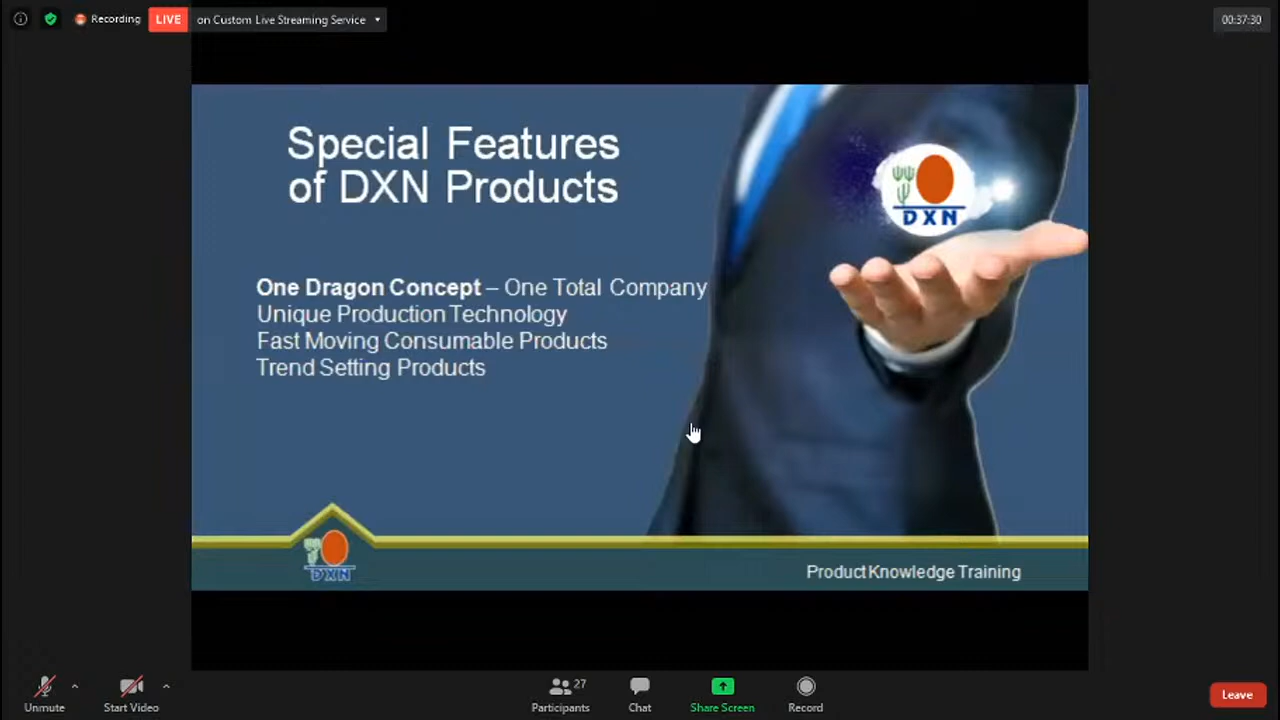 Recording
LIVE
on Custom Live Streaming Service
00:37:30
Special Features
of DXN Products
DXN
One Dragon Concept – One Total Company
Unique Production Technology
Fast Moving Consumable Products
Trend Setting Products
DXN
Product Knowledge Training
Unmute
Start Video
27
Participants
Chat
Share Screen
Record
Leave